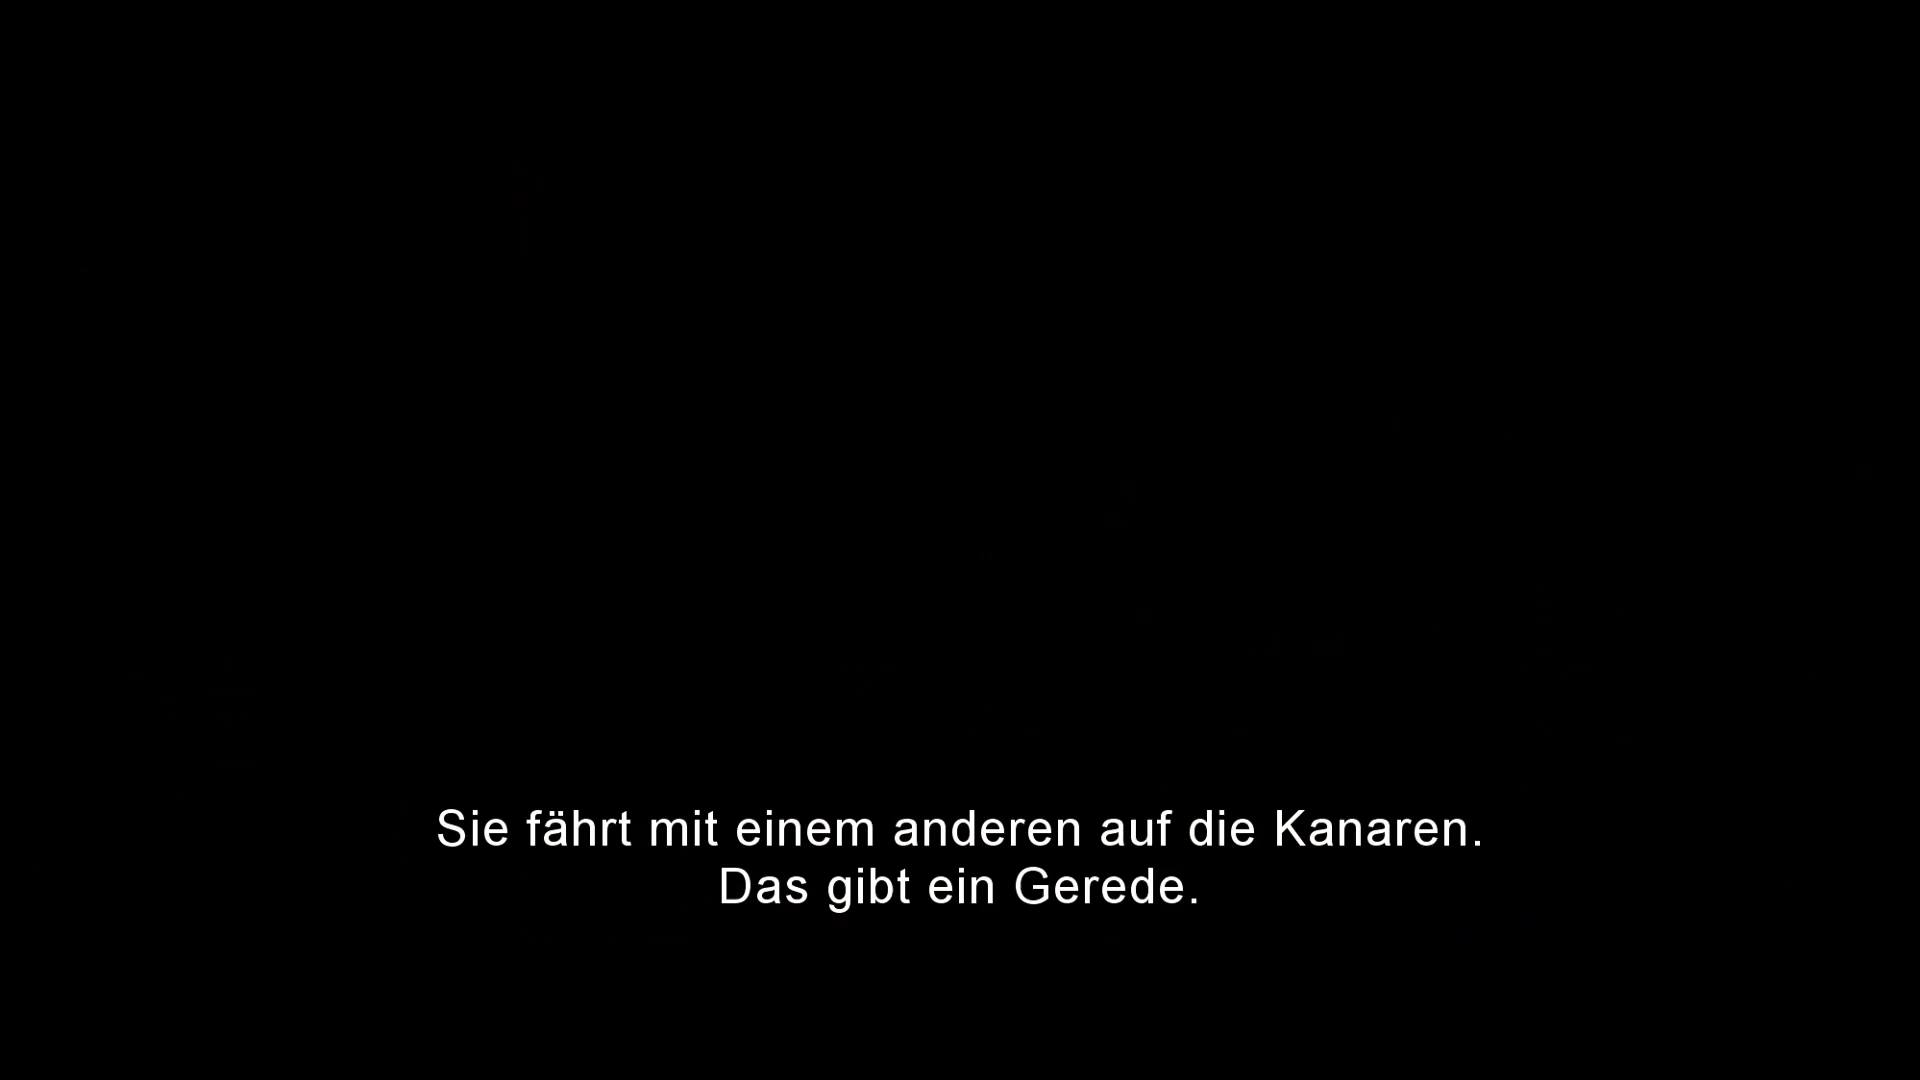 Sie fährt mit einem anderen auf die Kanaren.
Das gibt ein Gerede.